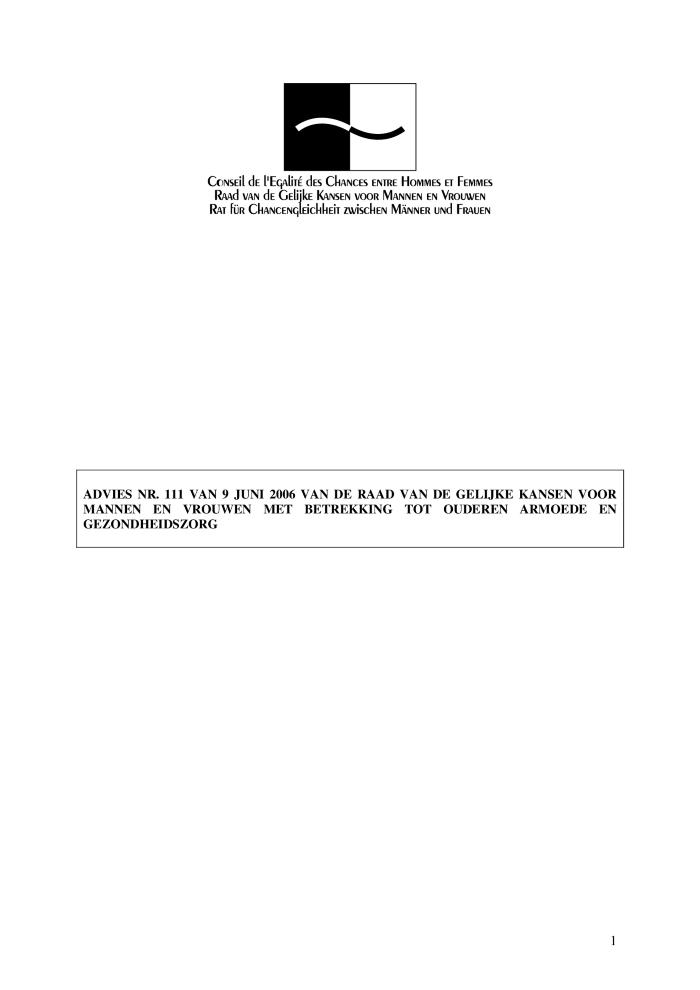 Conseil de l'Egalité des Chances entre Hommes et Femmes
Raad van de Gelijke Kansen voor Mannen en Vrouwen
Rat für Chancengleichheit zwischen Männer und Frauen
ADVIES NR. 111 VAN 9 JUNI 2006 VAN DE RAAD VAN DE GELIJKE KANSEN VOOR
MANNEN EN VROUWEN MET BETREKKING TOT OUDEREN ARMOEDE EN
GEZONDHEIDSZORG
1